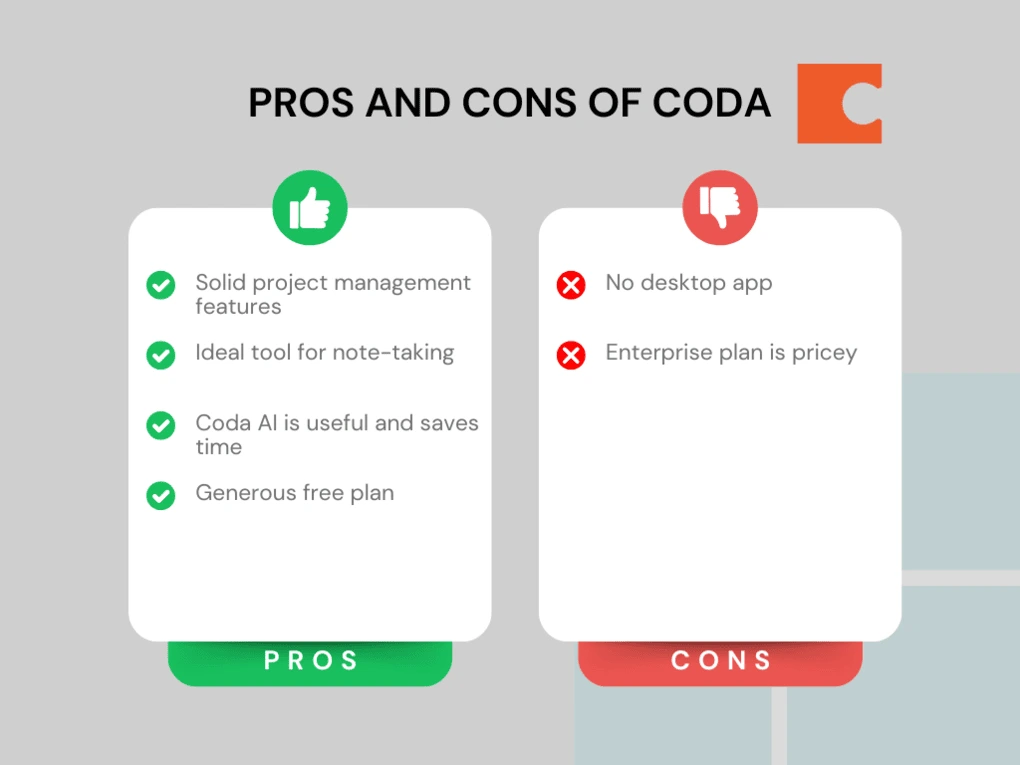 PROS AND CONS OF CODA
Solid project management
features
Ideal tool for note-taking
Coda AI is useful and saves
time
Generous free plan
PROS
No desktop app
Enterprise plan is pricey
CONS